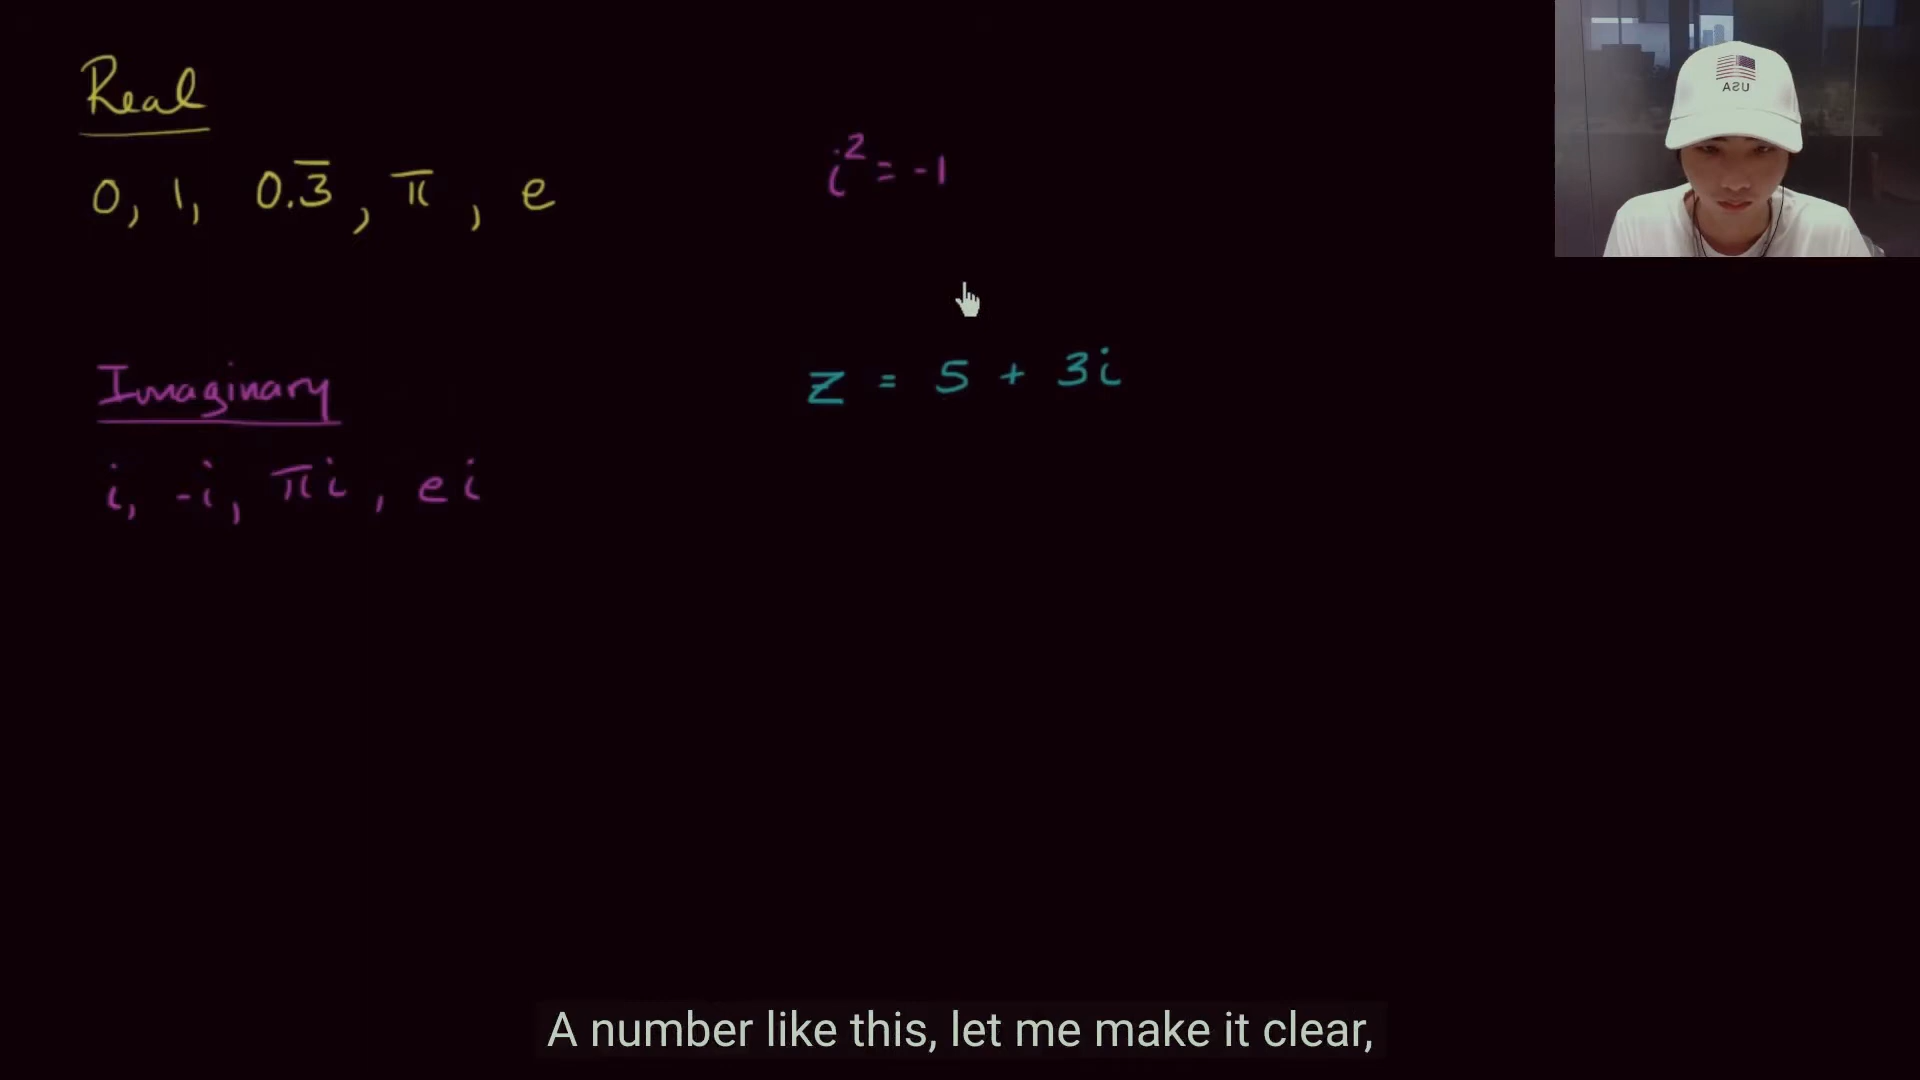 Real
0, 1, 0.3̅, π, e
i² = -1
Imaginary
z = 5 + 3i
i, -i, πi, ei
USA
A number like this, let me make it clear,